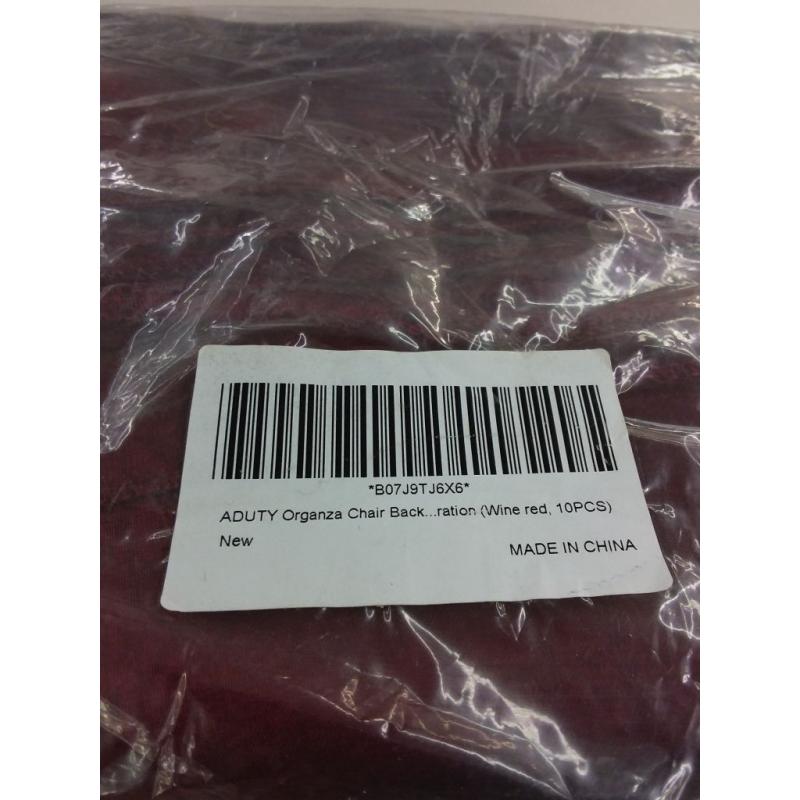 *B07J9TJ6X6*
ADUTY Organza Chair Back...ration (Wine red, 10PCS)
New
MADE IN CHINA